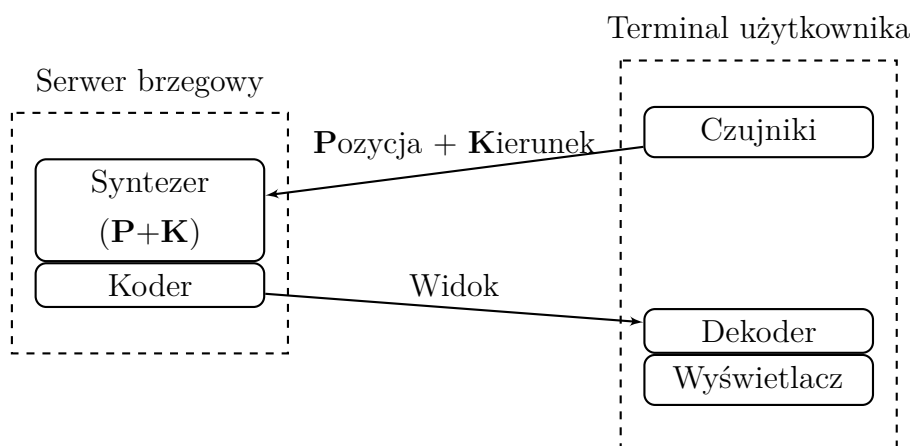 Terminal użytkownika
Serwer brzegowy
Czujniki
Pozycja + Kierunek
Syntezer
(P+K)
Koder
Widok
Dekoder
Wyświetlacz